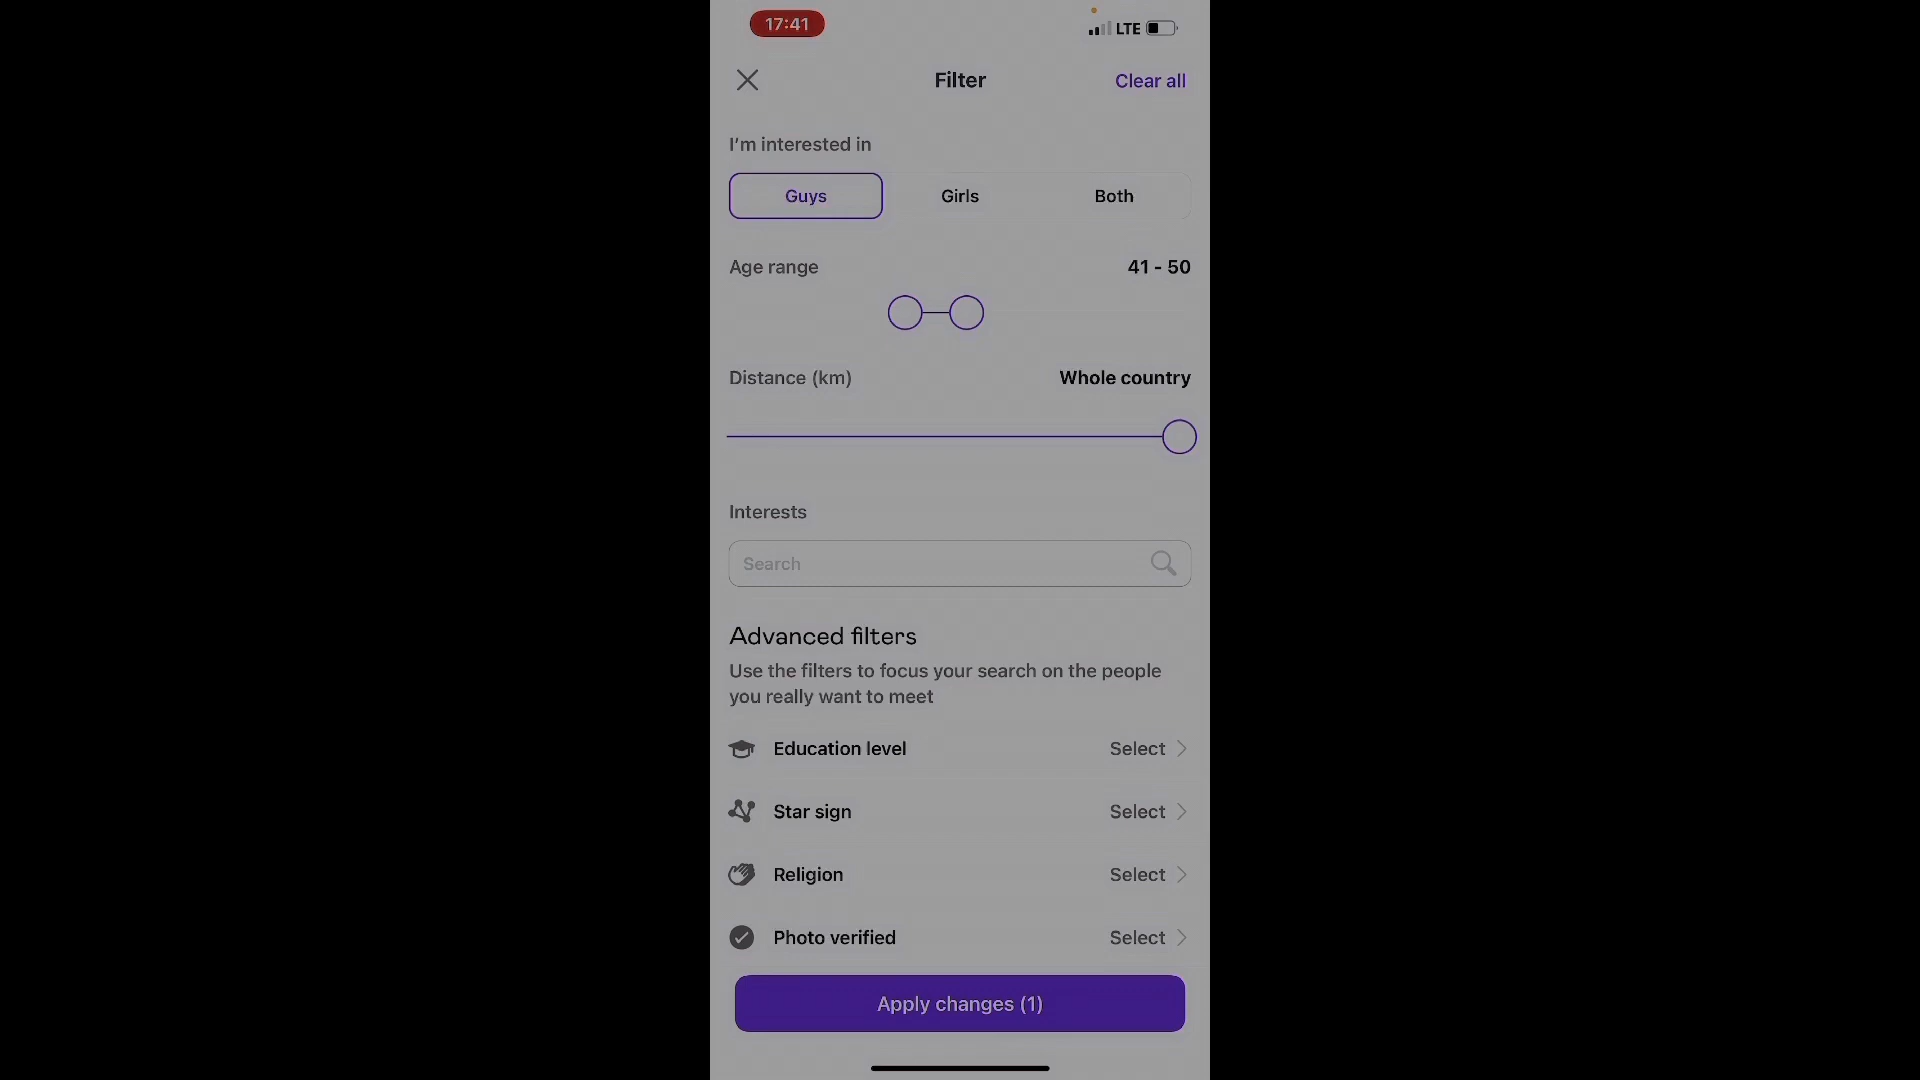 17:41
LTE
Filter
Clear all
I'm interested in
Guys
Girls
Both
Age range
41 - 50
Distance (km)
Whole country
Interests
Search
Advanced filters
Use the filters to focus your search on the people
you really want to meet
Education level
Select
Star sign
Select
Religion
Select
Photo verified
Select
Apply changes (1)